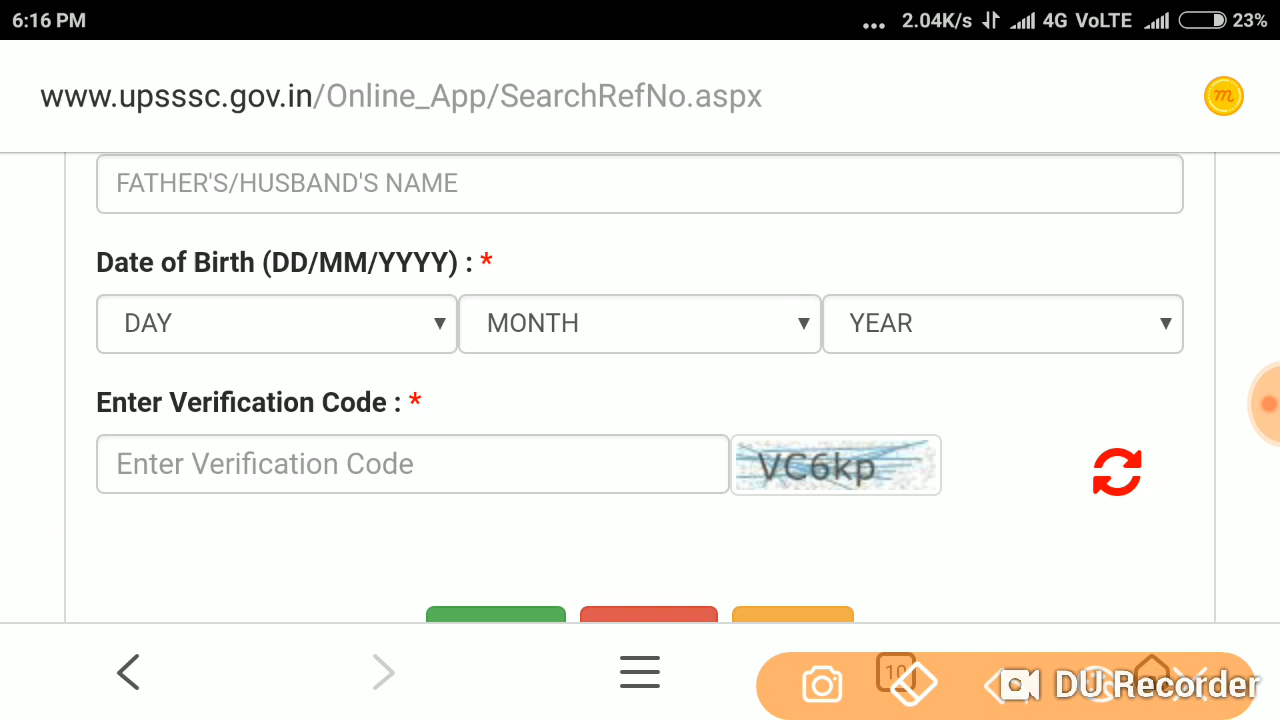 6:16 PM
... 2.04K/s 4G VoLTE 23%
www.upsssc.gov.in/Online_App/SearchRefNo.aspx
FATHER'S/HUSBAND'S NAME
Date of Birth (DD/MM/YYYY) : *
DAY MONTH YEAR
Enter Verification Code : *
Enter Verification Code VC6kp
10 DU Recorder